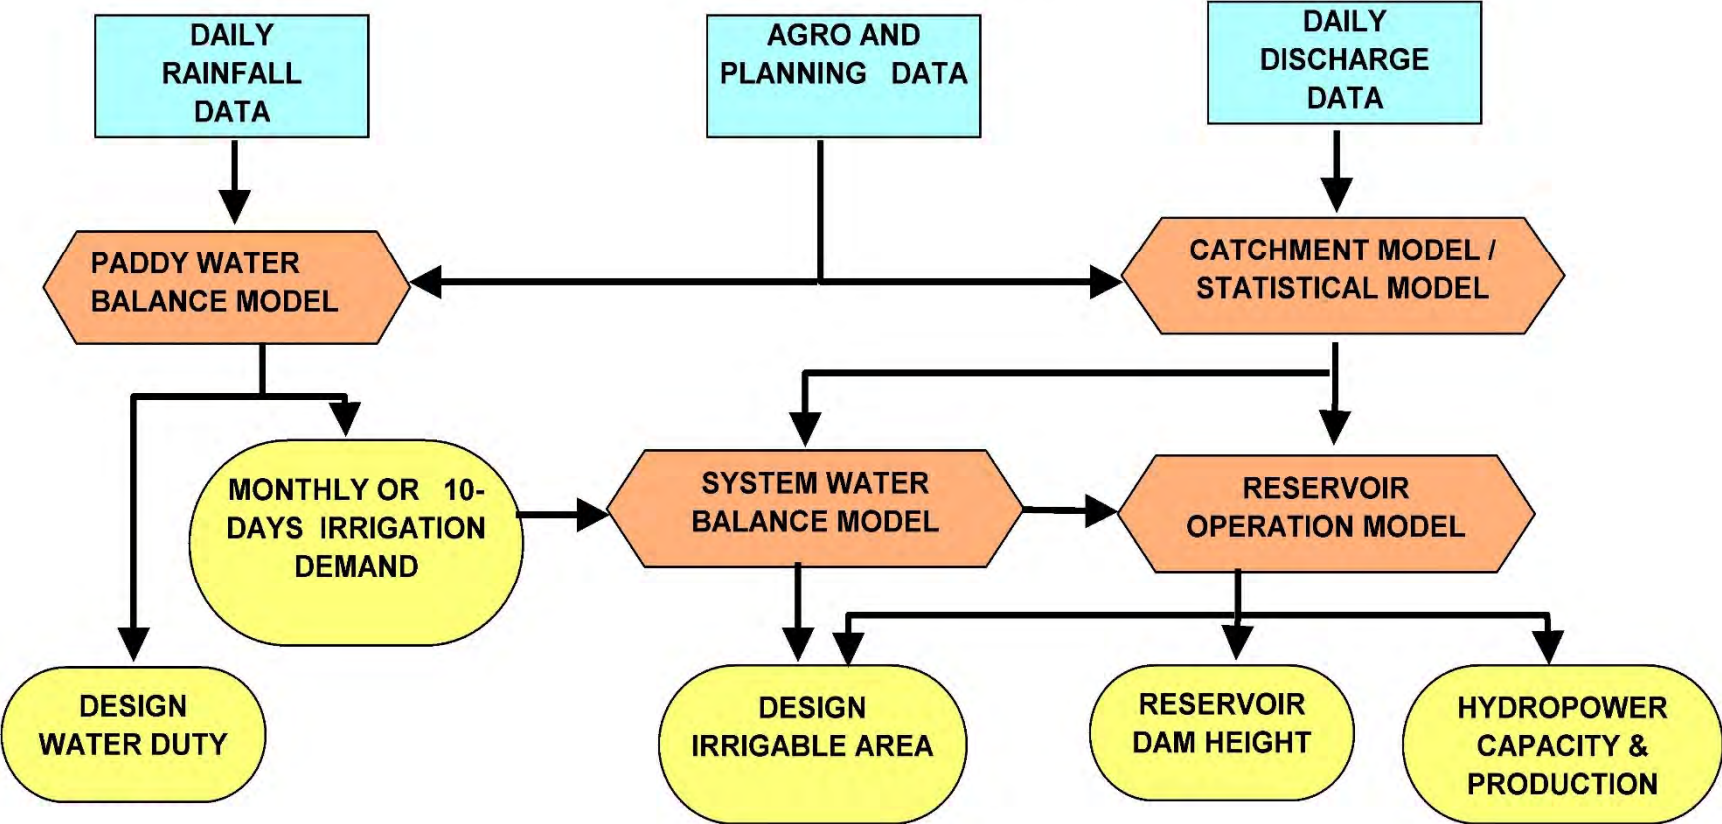 DAILY
RAINFALL
DATA
AGRO AND
PLANNING DATA
DAILY
DISCHARGE
DATA
PADDY WATER
BALANCE MODEL
CATCHMENT MODEL /
STATISTICAL MODEL
MONTHLY OR 10-
DAYS IRRIGATION
DEMAND
SYSTEM WATER
BALANCE MODEL
RESERVOIR
OPERATION MODEL
DESIGN
WATER DUTY
DESIGN
IRRIGABLE AREA
RESERVOIR
DAM HEIGHT
HYDROPOWER
CAPACITY &
PRODUCTION